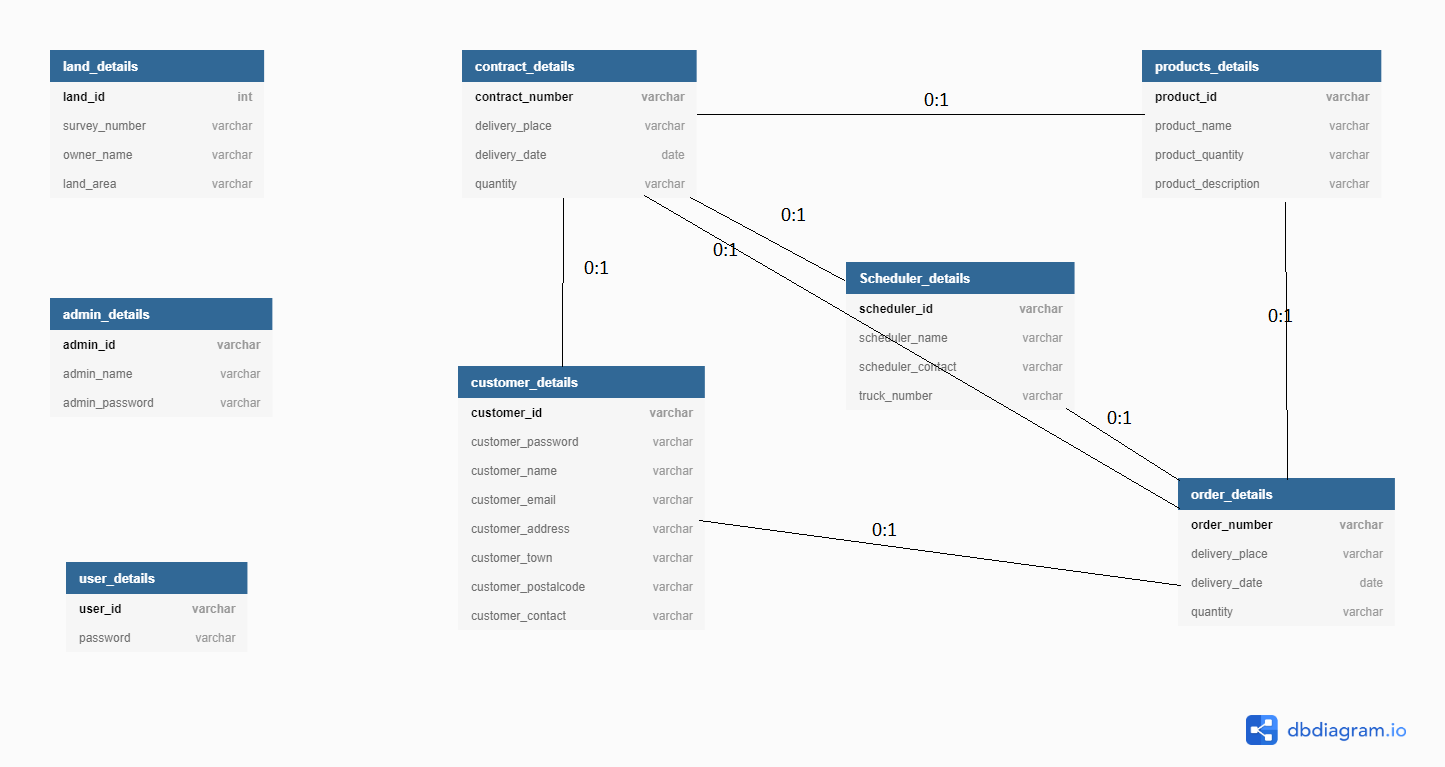 land_details
land_id int
survey_number varchar
owner_name varchar
land_area varchar
contract_details
contract_number varchar
delivery_place varchar
delivery_date date
quantity varchar
0:1
products_details
product_id varchar
product_name varchar
product_quantity varchar
product_description varchar
0:1
0:1
0:1
Scheduler_details
scheduler_id varchar
scheduler_name varchar
scheduler_contact varchar
truck_number varchar
admin_details
admin_id varchar
admin_name varchar
admin_password varchar
0:1
customer_details
customer_id varchar
customer_password varchar
customer_name varchar
customer_email varchar
customer_address varchar
customer_town varchar
customer_postalcode varchar
customer_contact varchar
0:1
0:1
order_details
order_number varchar
delivery_place varchar
delivery_date date
quantity varchar
user_details
user_id varchar
password varchar
dbdiagram.io